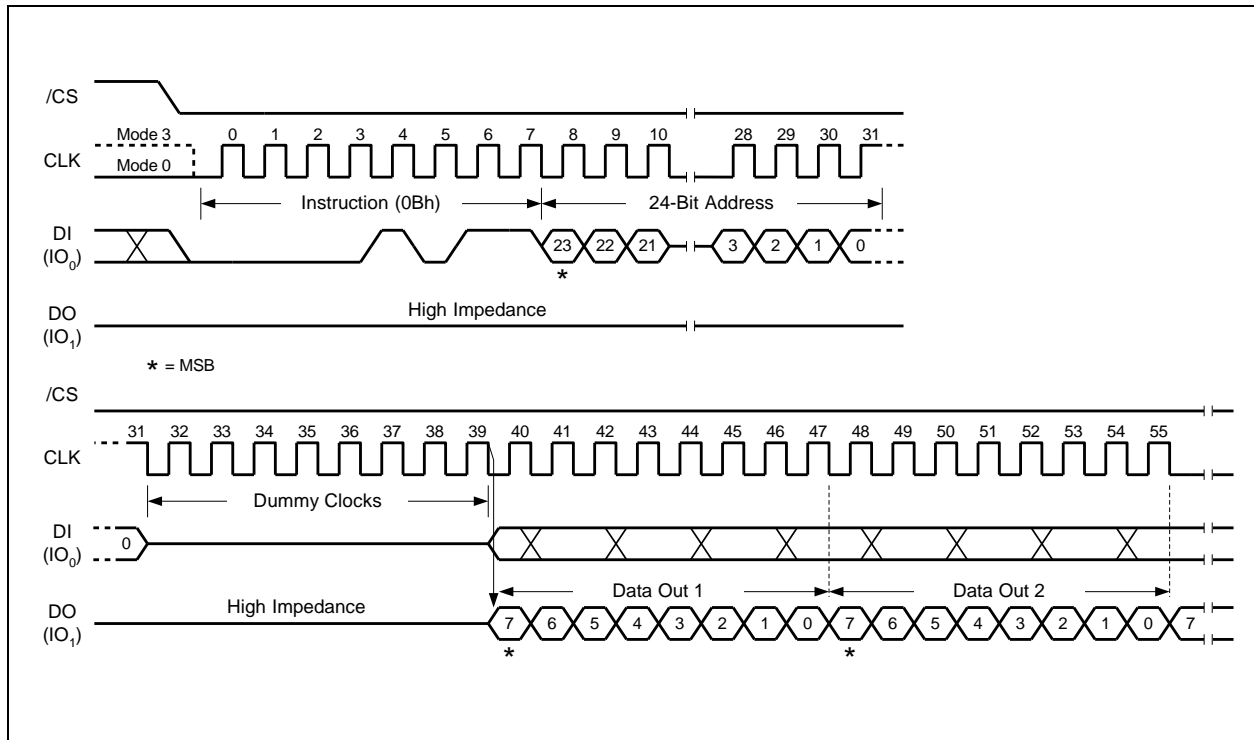 /CS
Mode 3 0 1 2 3 4 5 6 7 8 9 10 28 29 30 31
CLK
Mode 0
Instruction (0Bh) 24-Bit Address
DI
(IO0) 23 22 21 3 2 1 0
*
High Impedance
DO
(IO1)
* = MSB
/CS
31 32 33 34 35 36 37 38 39 40 41 42 43 44 45 46 47 48 49 50 51 52 53 54 55
CLK
Dummy Clocks
DI
(IO0) 0
Data Out 1 Data Out 2
High Impedance
DO
(IO1) 7 6 5 4 3 2 1 0 7 6 5 4 3 2 1 0 7
* *